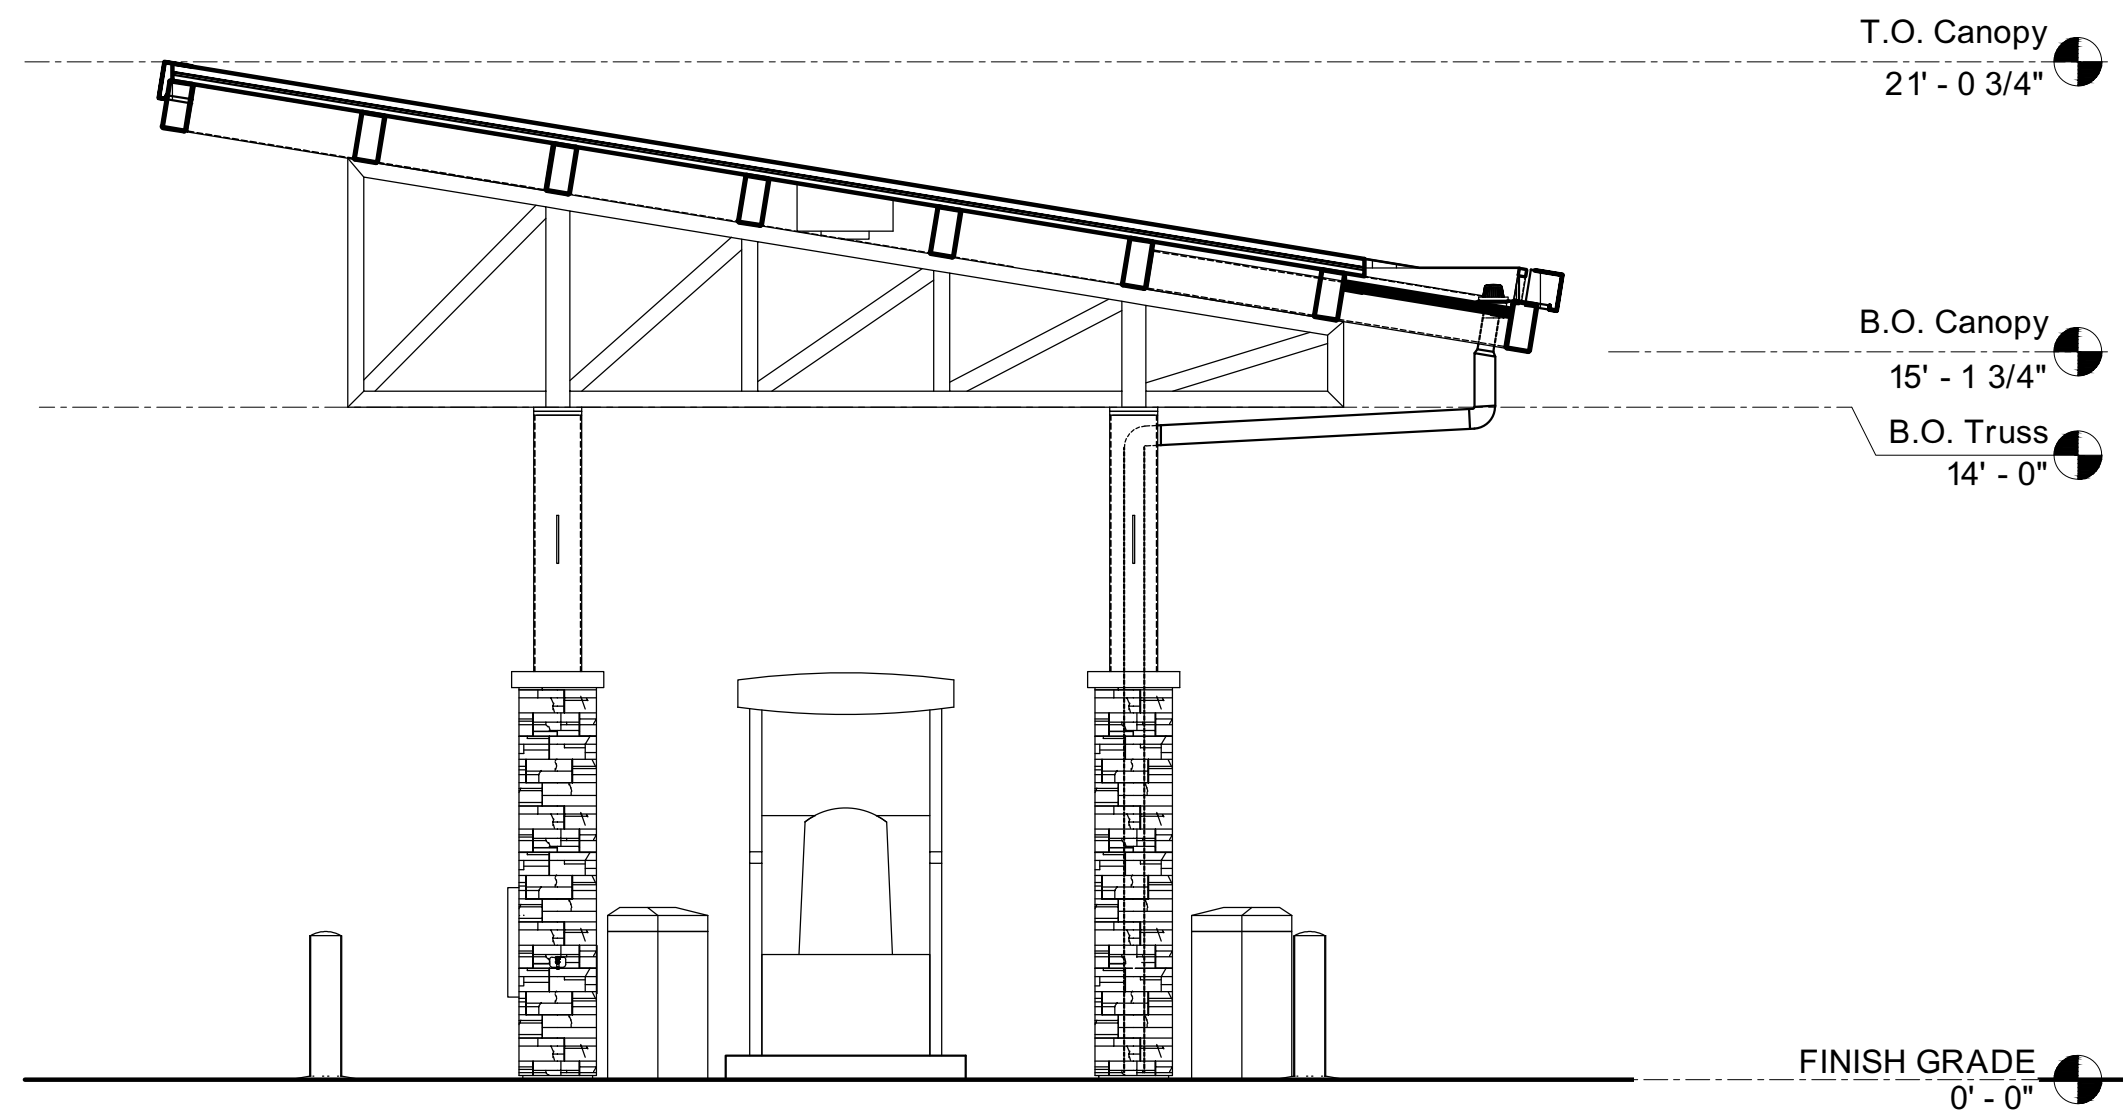 T.O. Canopy
21' - 0 3/4"
B.O. Canopy
15' - 1 3/4"
B.O. Truss
14' - 0"
FINISH GRADE
0' - 0"